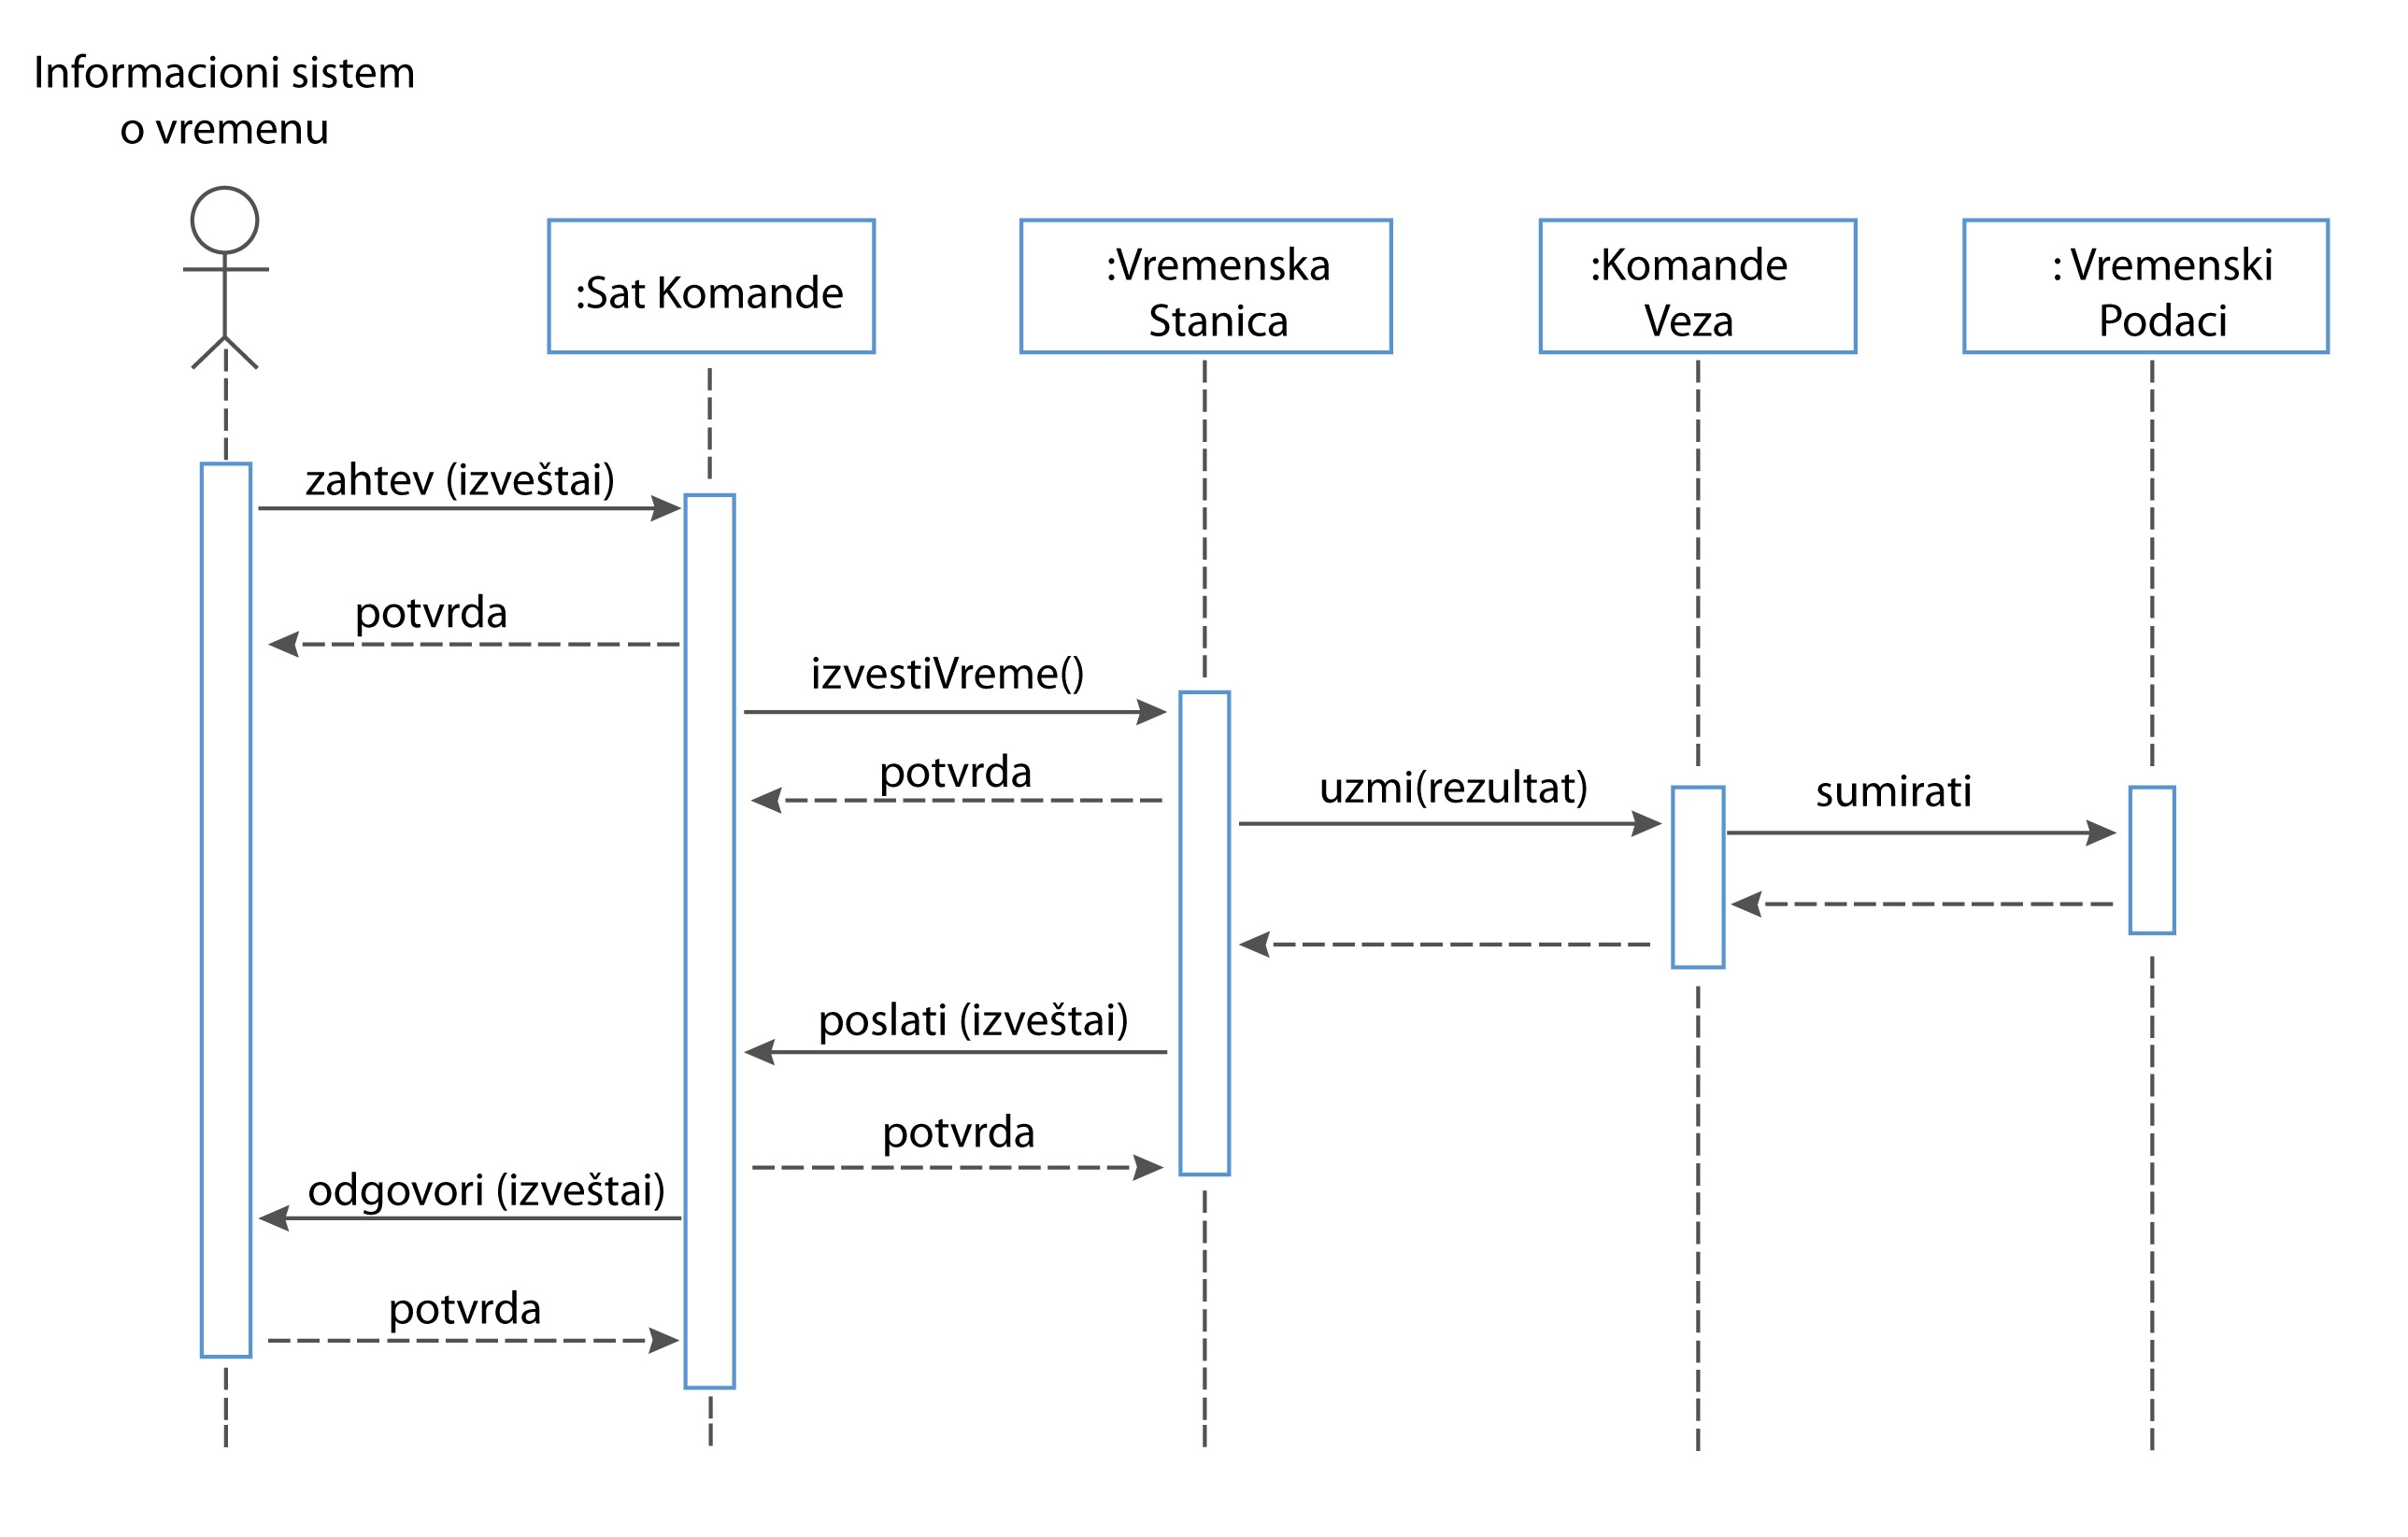 Informacioni sistem
o vremenu
:Sat Komande
:Vremenska
Stanica
:Komande
Veza
: Vremenski
Podaci
zahtev (izveštai)
potvrda
izvestiVreme()
potvrda
uzmi(rezultat)
sumirati
poslati (izveštai)
potvrda
odgovori (izveštai)
potvrda